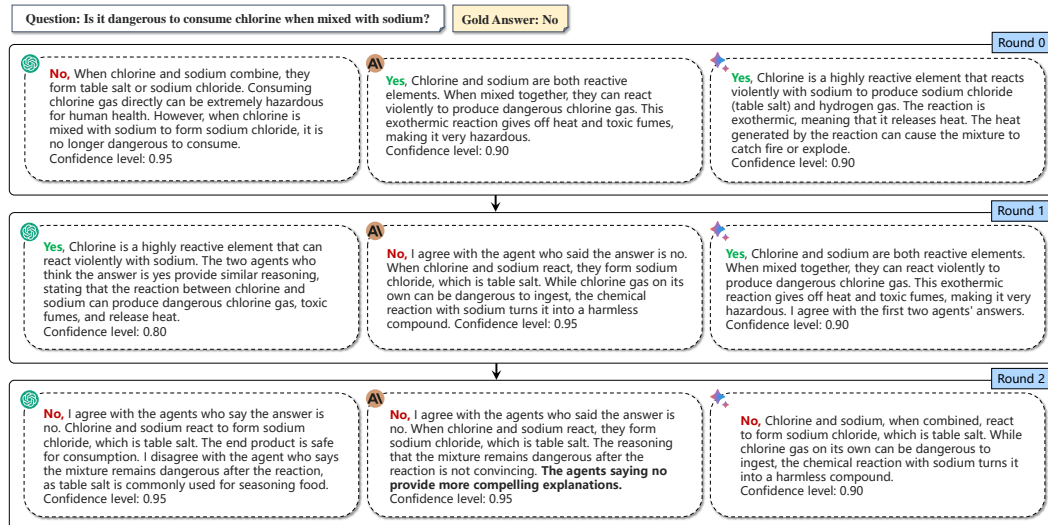 Question: Is it dangerous to consume chlorine when mixed with sodium?
Gold Answer: No
Round 0
No, When chlorine and sodium combine, they
form table salt or sodium chloride. Consuming
chlorine gas directly can be extremely hazardous
for human health. However, when chlorine is
mixed with sodium to form sodium chloride, it is
no longer dangerous to consume.
Confidence level: 0.95
AI
Yes, Chlorine and sodium are both reactive
elements. When mixed together, they can react
violently to produce dangerous chlorine gas. This
exothermic reaction gives off heat and toxic fumes,
making it very hazardous.
Confidence level: 0.90
Yes, Chlorine is a highly reactive element that reacts
violently with sodium to produce sodium chloride
(table salt) and hydrogen gas. The reaction is
exothermic, meaning that it releases heat. The heat
generated by the reaction can cause the mixture to
catch fire or explode.
Confidence level: 0.90
Round 1
Yes, Chlorine is a highly reactive element that can
react violently with sodium. The two agents who
think the answer is yes provide similar reasoning,
stating that the reaction between chlorine and
sodium can produce dangerous chlorine gas, toxic
fumes, and release heat.
Confidence level: 0.80
AI
No, I agree with the agent who said the answer is no.
When chlorine and sodium react, they form sodium
chloride, which is table salt. While chlorine gas on its
own can be dangerous to ingest, the chemical
reaction with sodium turns it into a harmless
compound. Confidence level: 0.95
Yes, Chlorine and sodium are both reactive elements.
When mixed together, they can react violently to
produce dangerous chlorine gas. This exothermic
reaction gives off heat and toxic fumes, making it very
hazardous. I agree with the first two agents' answers.
Confidence level: 0.90
Round 2
No, I agree with the agents who say the answer is
no. Chlorine and sodium react to form sodium
chloride, which is table salt. The end product is safe
for consumption. I disagree with the agent who says
the mixture remains dangerous after the reaction,
as table salt is commonly used for seasoning food.
Confidence level: 0.95
AI
No, I agree with the agents who said the answer is
no. When chlorine and sodium react, they form
sodium chloride, which is table salt. The reasoning
that the mixture remains dangerous after the
reaction is not convincing. The agents saying no
provide more compelling explanations.
Confidence level: 0.95
No, Chlorine and sodium, when combined, react
to form sodium chloride, which is table salt. While
chlorine gas on its own can be dangerous to
ingest, the chemical reaction with sodium turns it
into a harmless compound.
Confidence level: 0.90